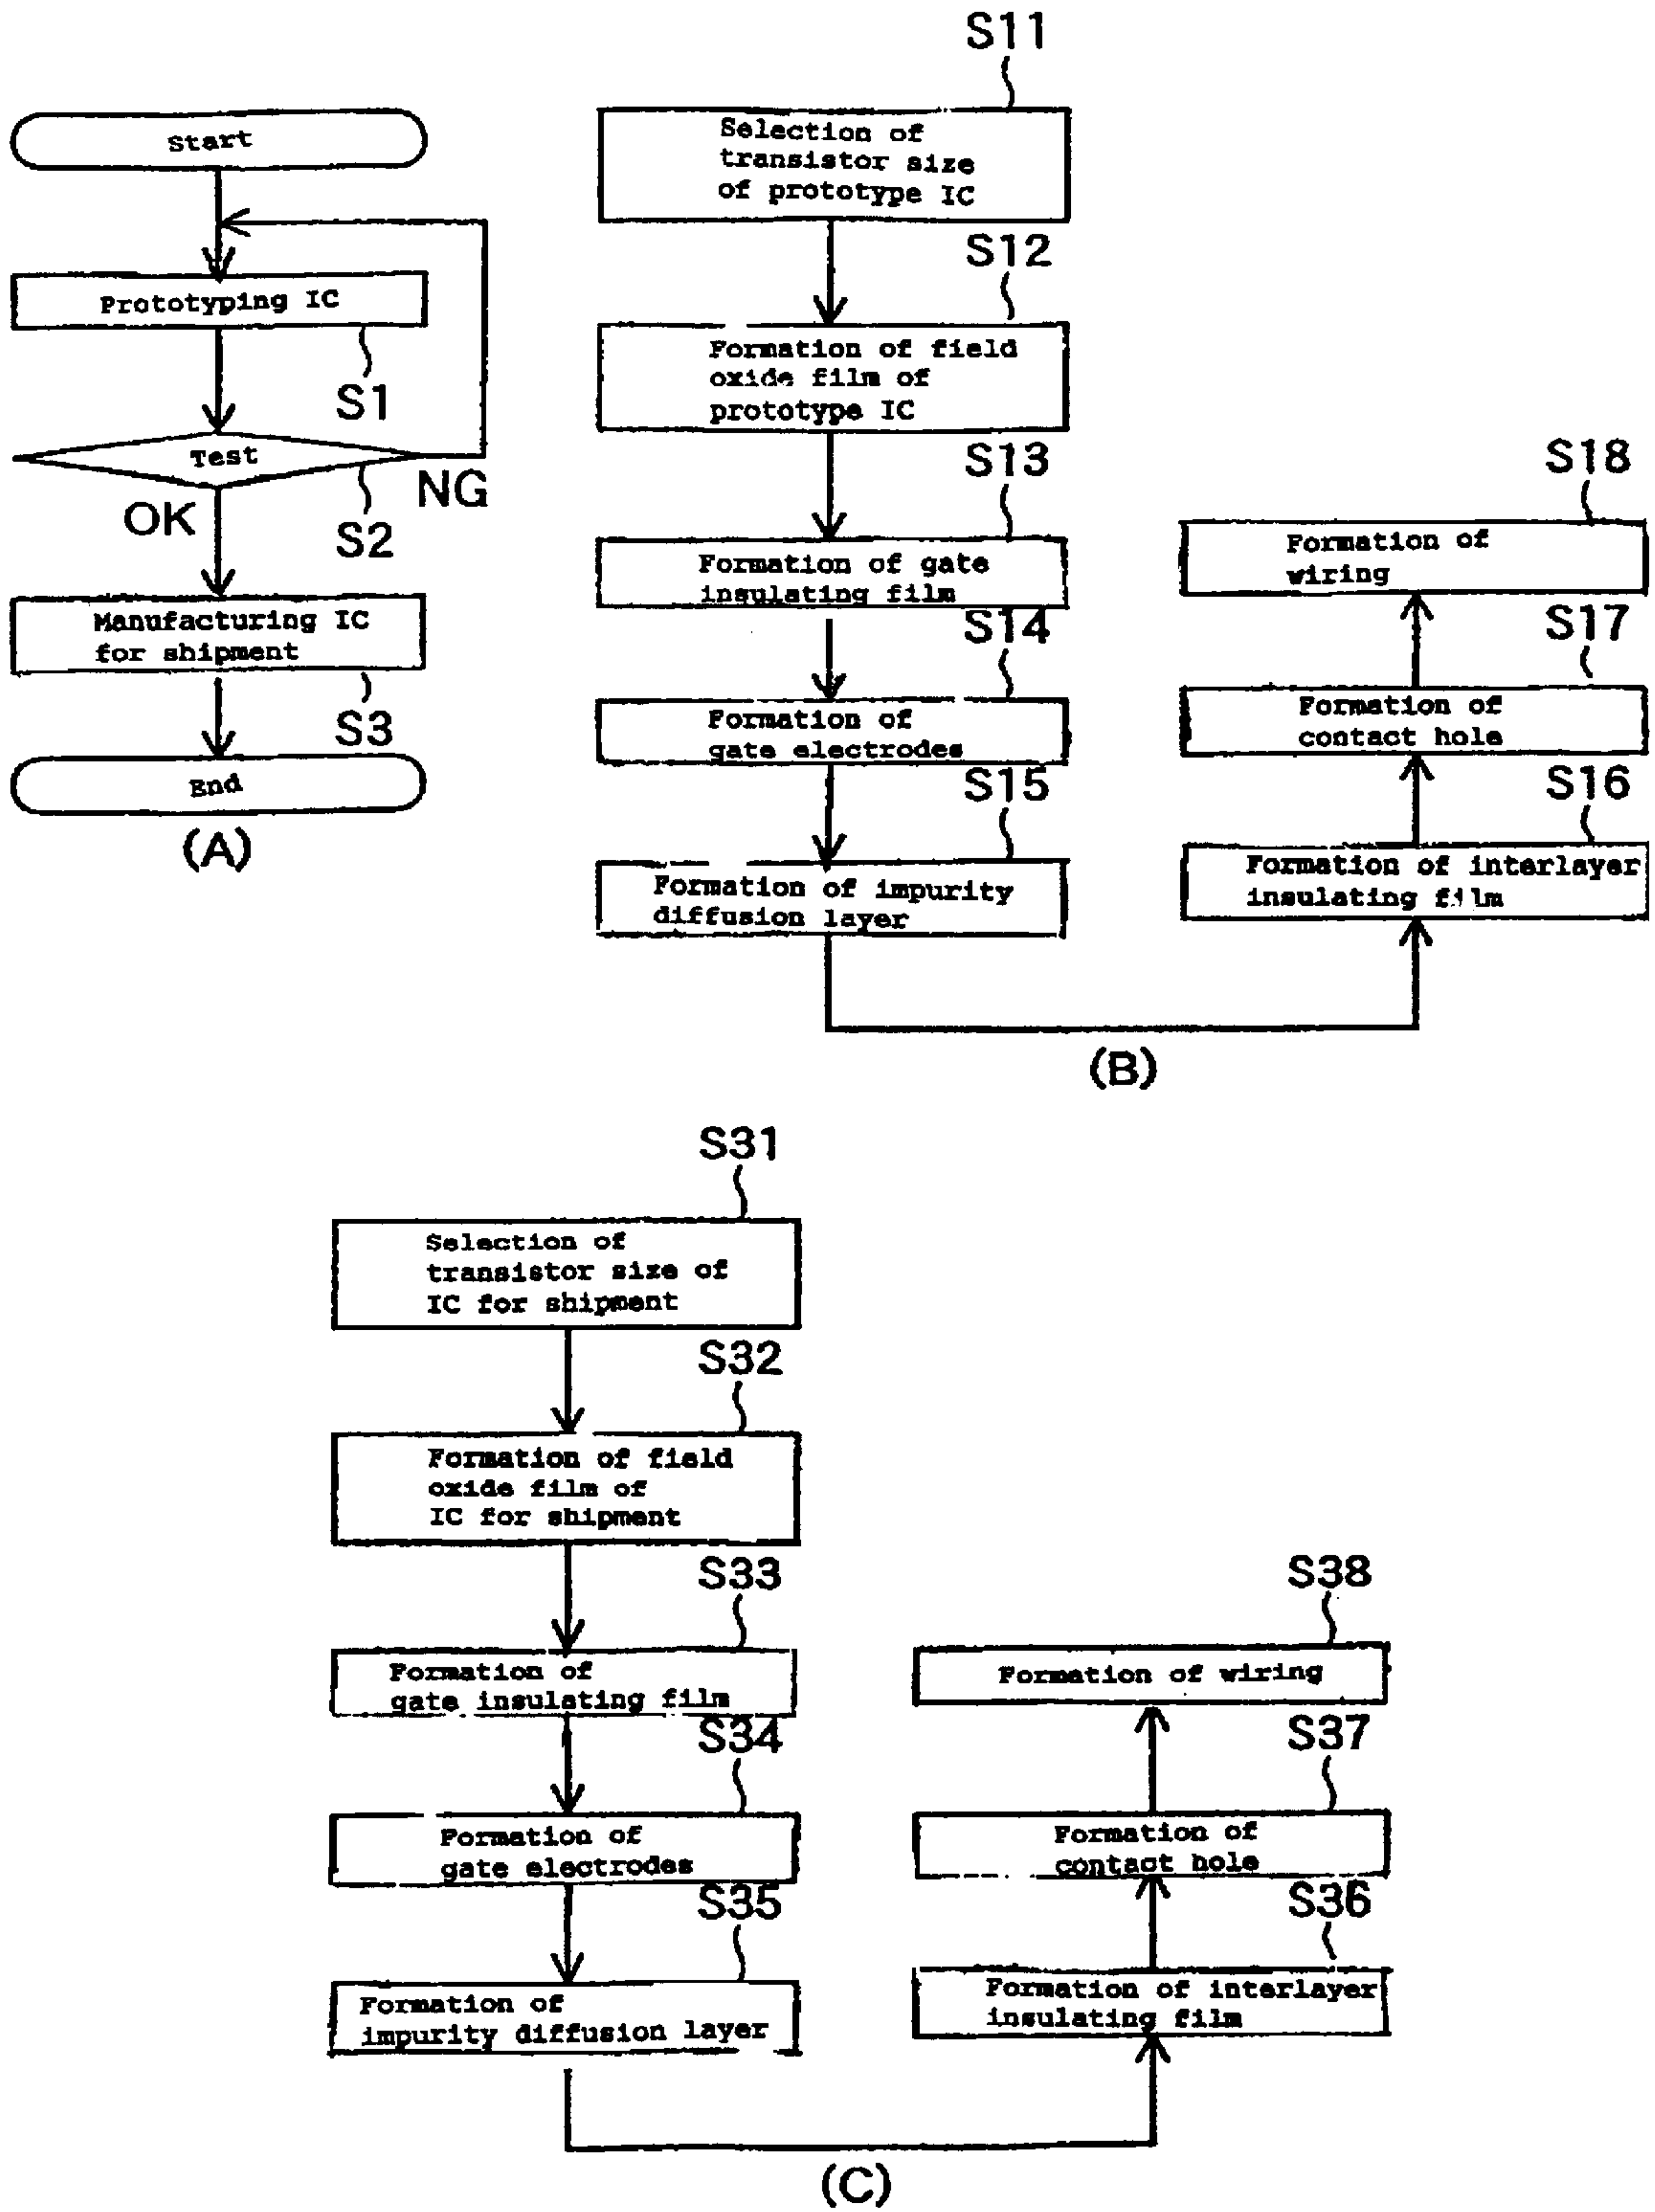 Start
Prototyping IC
S1
Test
NG
OK
S2
Manufacturing IC
for shipment
S3
End
(A)
S11
Selection of
transistor size
of prototype IC
S12
Formation of field
oxide film of
prototype IC
S13
Formation of gate
insulating film
S14
Formation of
gate electrodes
S15
Formation of impurity
diffusion layer
S18
Formation of
wiring
S17
Formation of
contact hole
S16
Formation of interlayer
insulating film
(B)
S31
Selection of
transistor size of
IC for shipment
S32
Formation of field
oxide film of
IC for shipment
S33
Formation of
gate insulating film
S34
Formation of
gate electrodes
S35
Formation of
impurity diffusion layer
S38
Formation of wiring
S37
Formation of
contact hole
S36
Formation of interlayer
insulating film
(C)